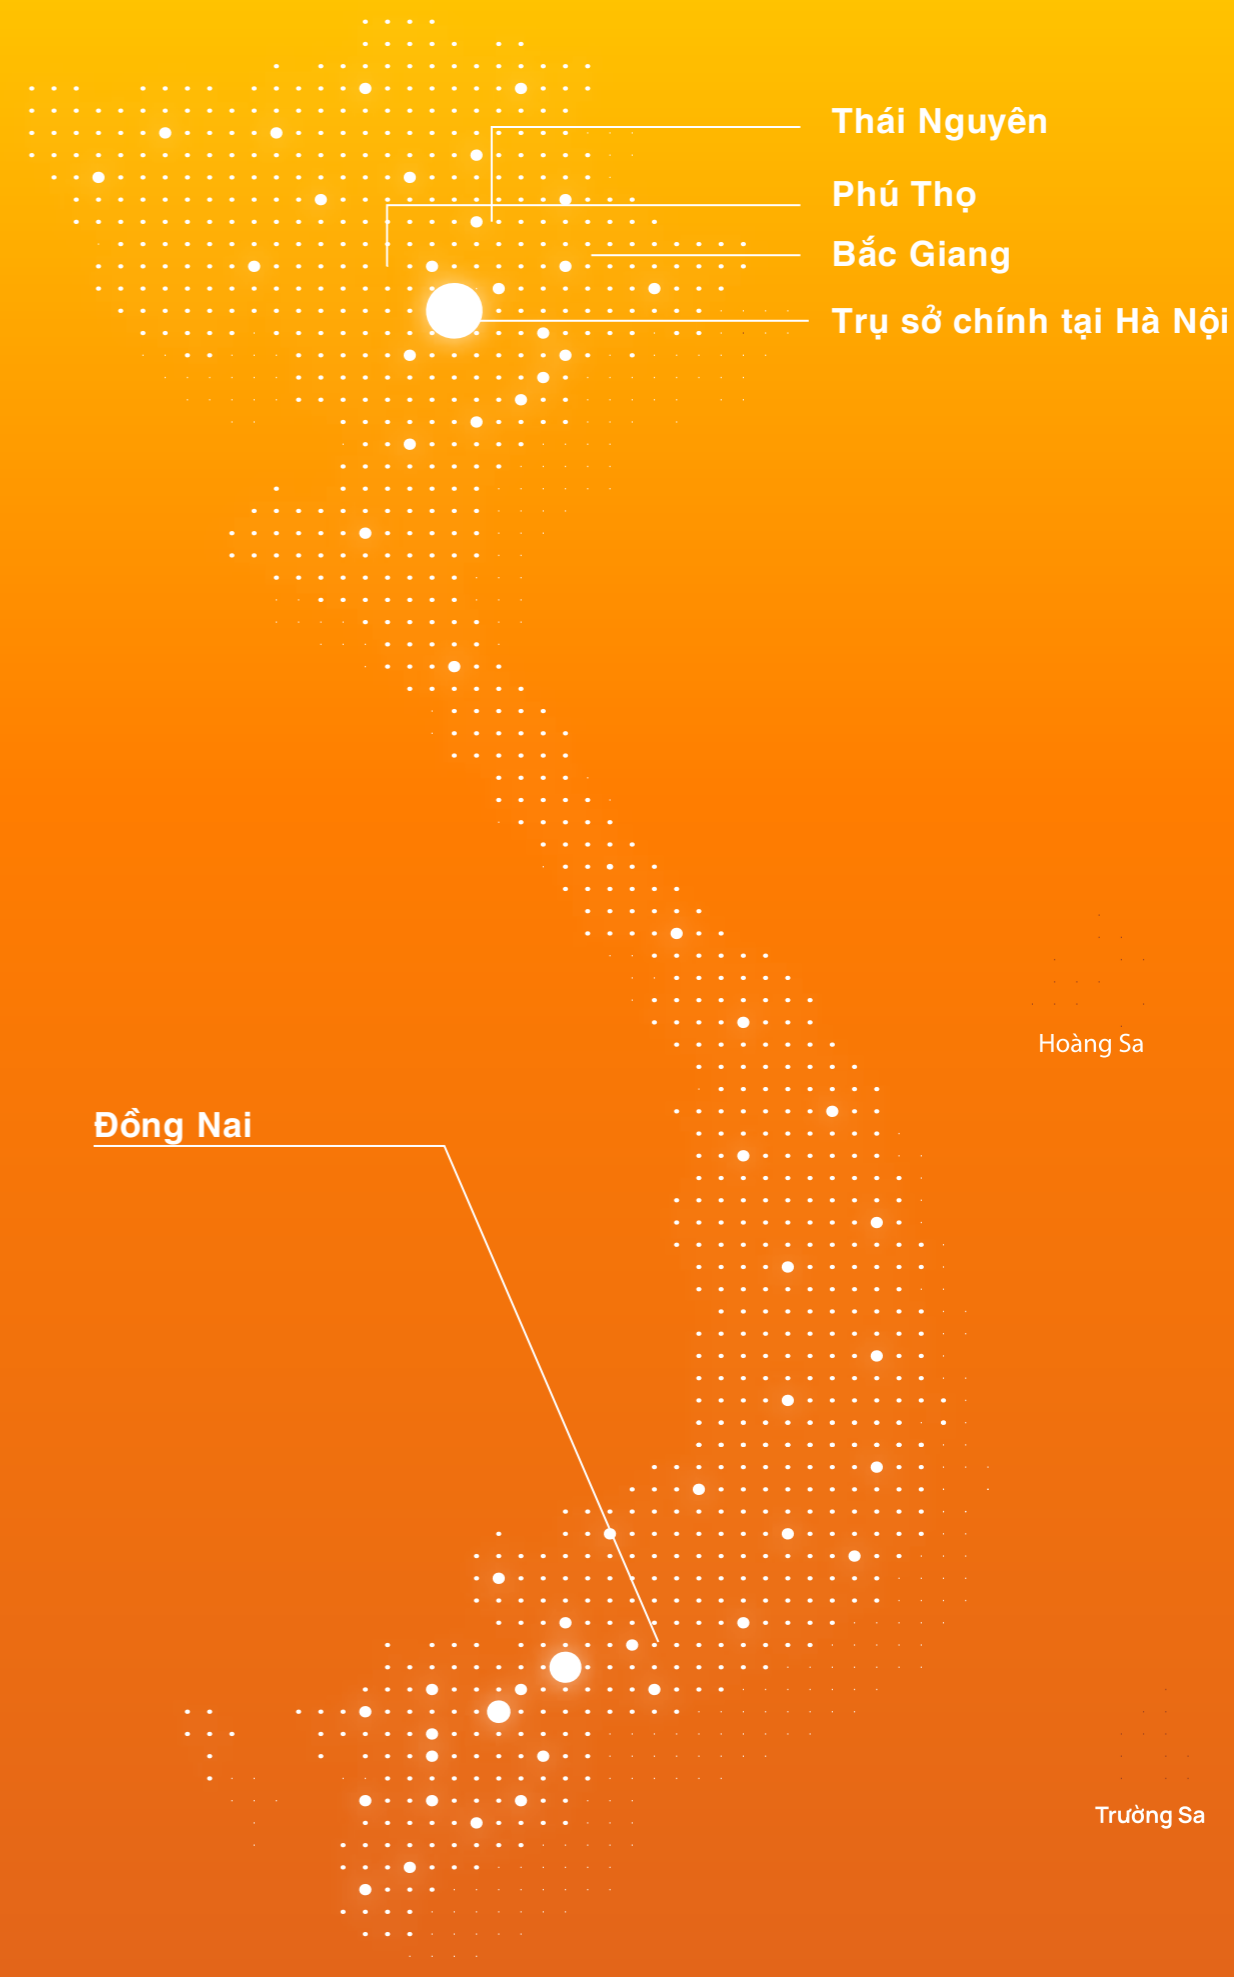 Thái Nguyên
Phú Thọ
Bắc Giang
Trụ sở chính tại Hà Nội
Hoàng Sa
Đồng Nai
Trường Sa